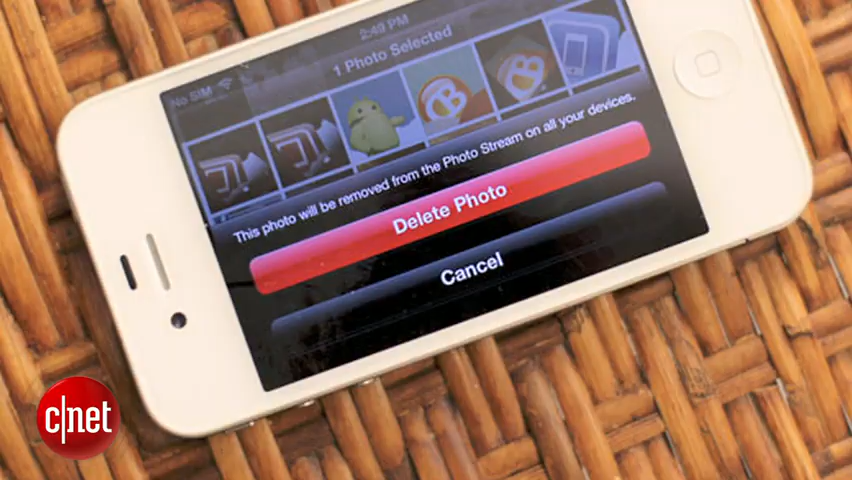 No SIM 2:49 PM
1 Photo Selected
This photo will be removed from the Photo Stream on all your devices.
Delete Photo
Cancel
c|net